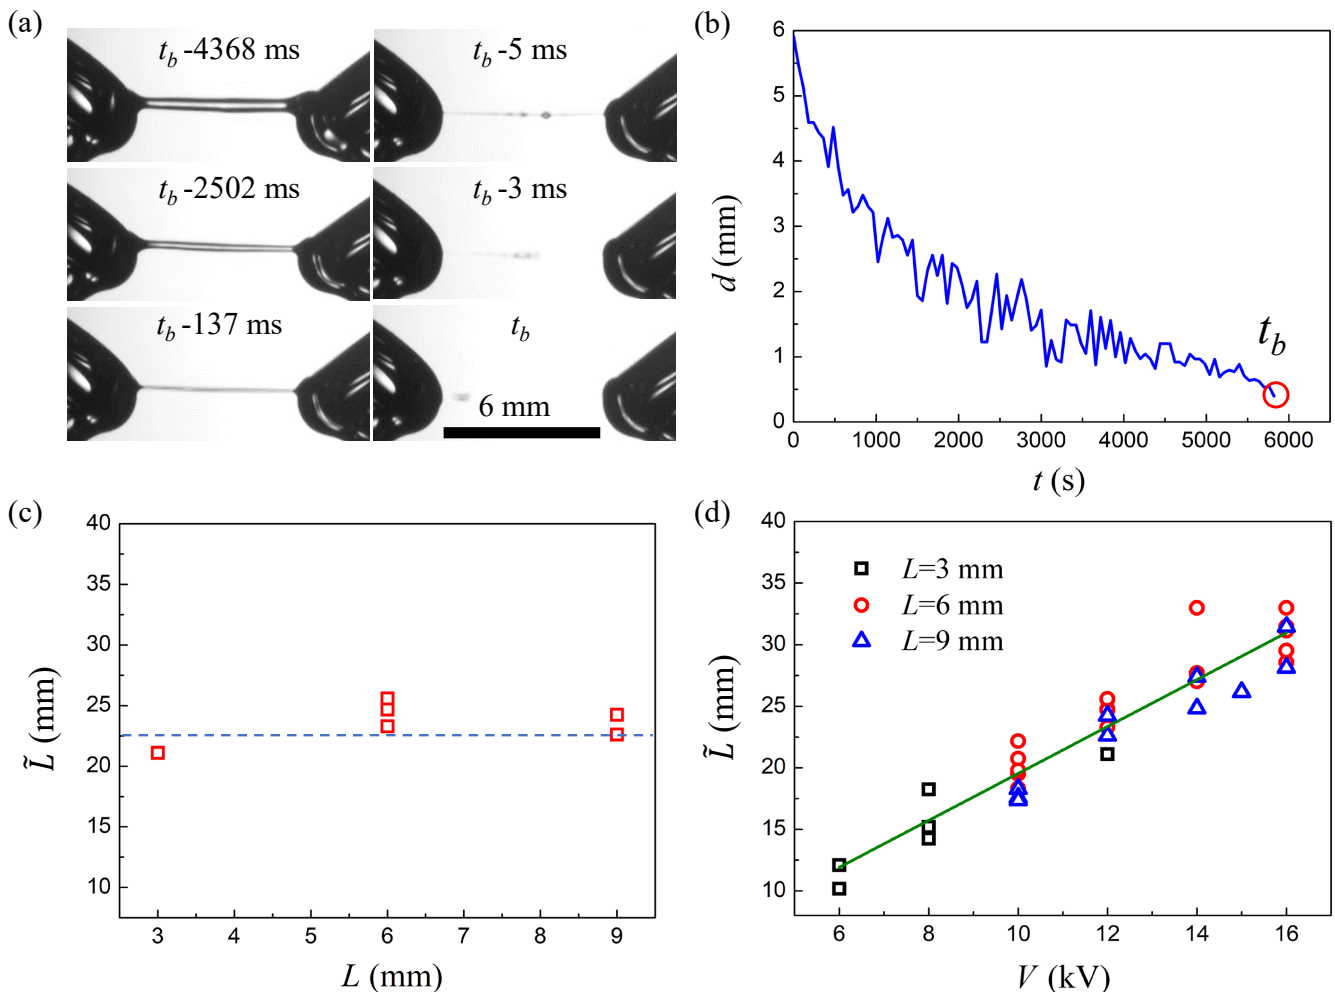 (a)
t_b -4368 ms
t_b -5 ms
t_b -2502 ms
t_b -3 ms
t_b -137 ms
t_b
6 mm
(b)
6
5
4
3
2
1
0
d (mm)
t_b
0 1000 2000 3000 4000 5000 6000
t (s)
(c)
40
35
30
25
20
15
10
L̃ (mm)
3 4 5 6 7 8 9
L (mm)
(d)
40
35
30
25
20
15
10
L̃ (mm)
L=3 mm
L=6 mm
L=9 mm
6 8 10 12 14 16
V (kV)